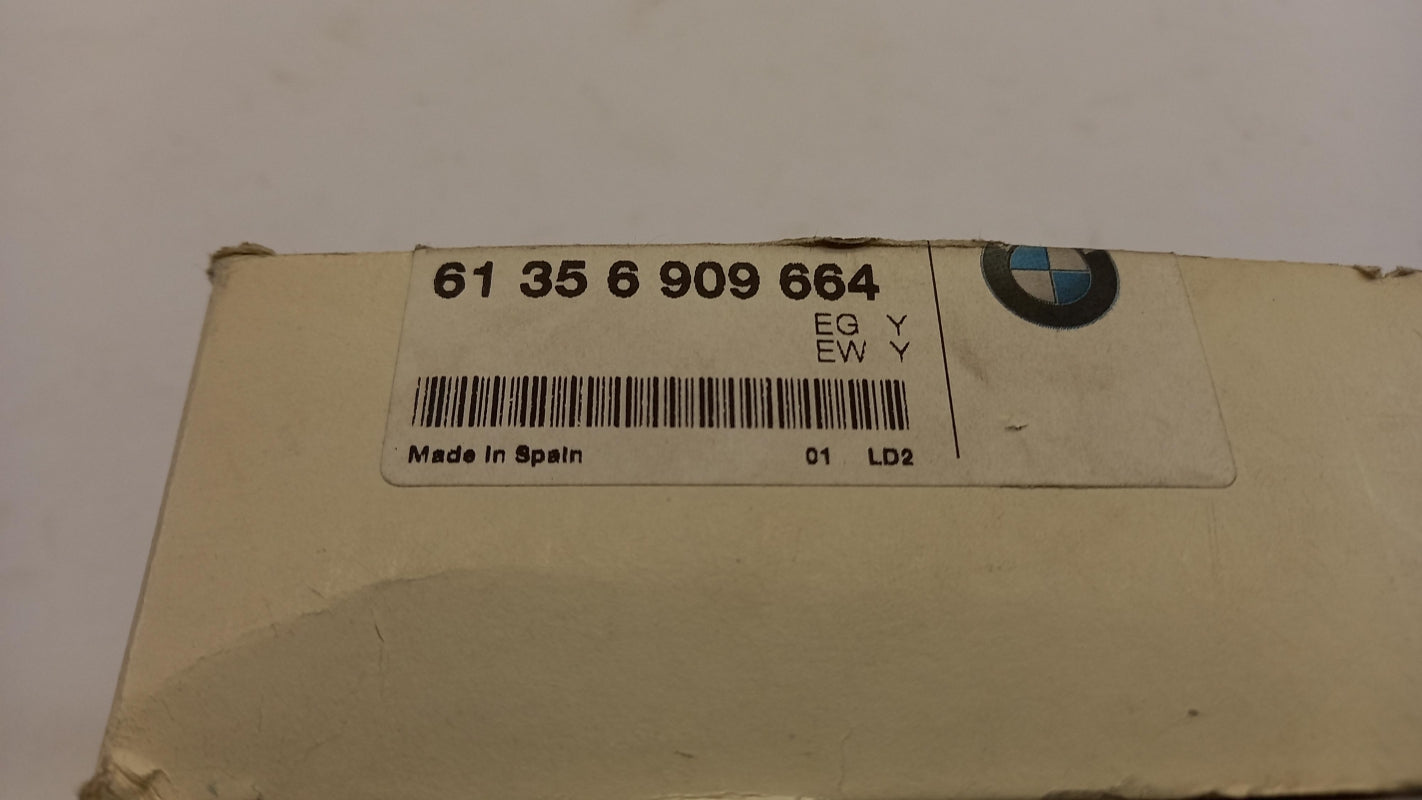 61 35 6 909 664
EG Y
EW Y
Made in Spain 01 LD2